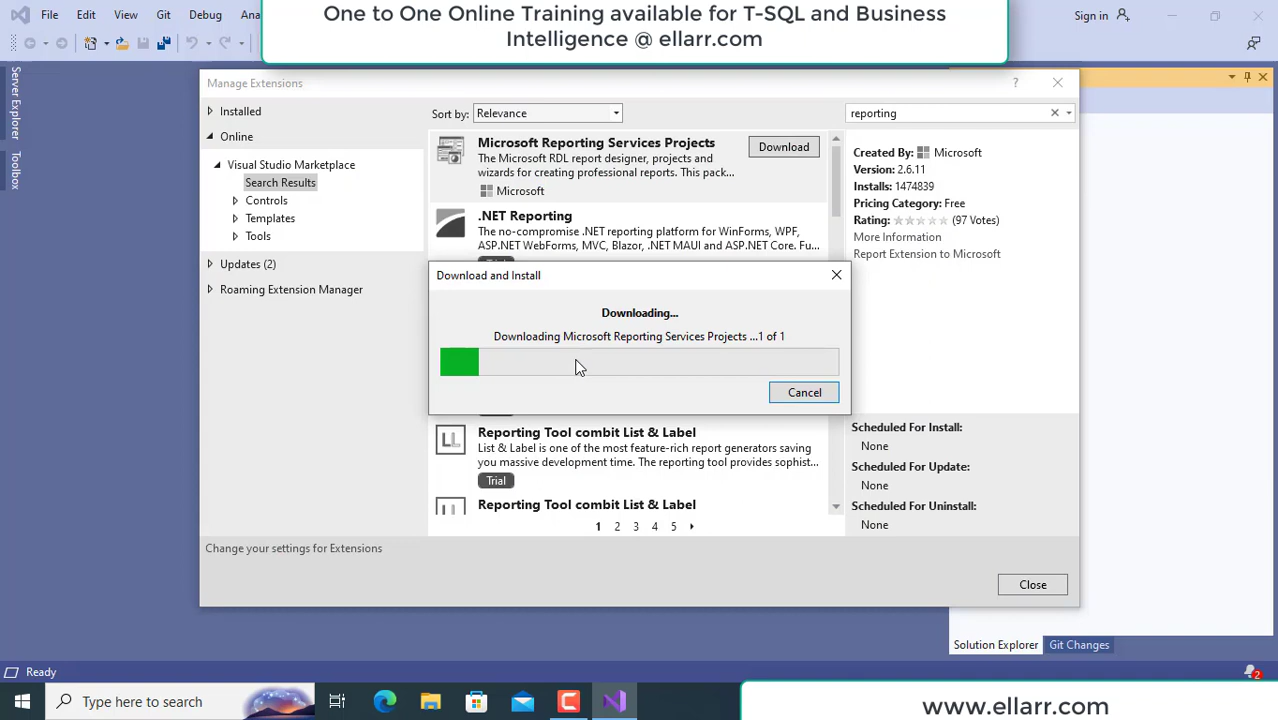 One to One Online Training available for T-SQL and Business
Intelligence @ ellarr.com
File Edit View Git Debug Ana
Sign in
Server Explorer
Toolbox
Manage Extensions
?
Installed
Online
Visual Studio Marketplace
Search Results
Controls
Templates
Tools
Updates (2)
Roaming Extension Manager
Sort by: Relevance
Microsoft Reporting Services Projects
Download
The Microsoft RDL report designer, projects and
wizards for creating professional reports. This pack...
Microsoft
.NET Reporting
The no-compromise .NET reporting platform for WinForms, WPF,
ASP.NET WebForms, MVC, Blazor, .NET MAUI and ASP.NET Core. Fu...
Download and Install
Downloading...
Downloading Microsoft Reporting Services Projects ...1 of 1
Cancel
Reporting Tool combit List & Label
List & Label is one of the most feature-rich report generators saving
you massive development time. The reporting tool provides sophist...
Trial
Reporting Tool combit List & Label
1 2 3 4 5
reporting
Created By: Microsoft
Version: 2.6.11
Installs: 1474839
Pricing Category: Free
Rating: (97 Votes)
More Information
Report Extension to Microsoft
Scheduled For Install:
None
Scheduled For Update:
None
Scheduled For Uninstall:
None
Change your settings for Extensions
Close
Solution Explorer Git Changes
Ready
2
Type here to search
www.ellarr.com